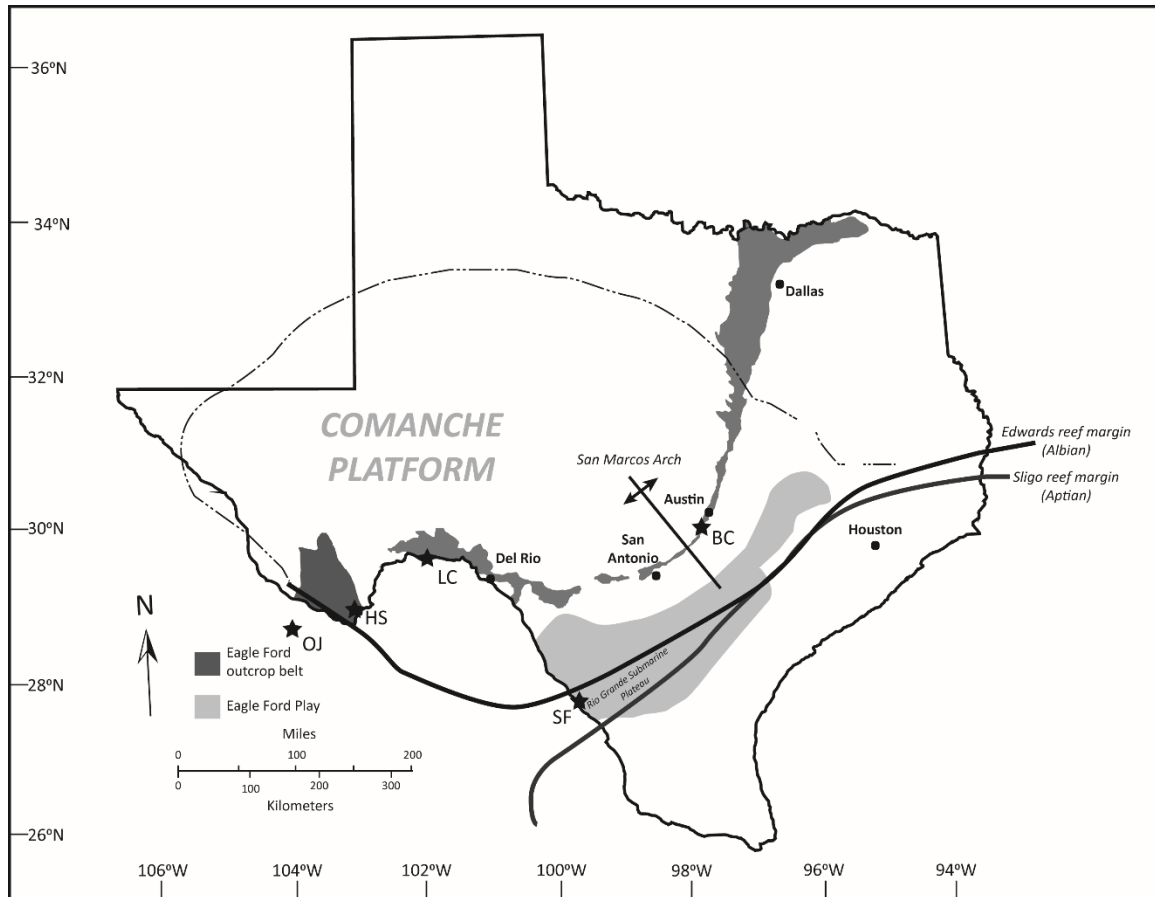 36ºN
34ºN
Dallas
32ºN
COMANCHE
PLATFORM
Edwards reef margin
(Albian)
San Marcos Arch
Sligo reef margin
(Aptian)
Austin
30ºN
BC
Houston
San
Antonio
Del Rio
LC
N
HS
OJ
Eagle Ford
outcrop belt
28ºN
Eagle Ford Play
Rio Grande Submarine
Plateau
SF
Miles
0 100 200
0 100 200 300
Kilometers
26ºN
106ºW 104ºW 102ºW 100ºW 98ºW 96ºW 94ºW